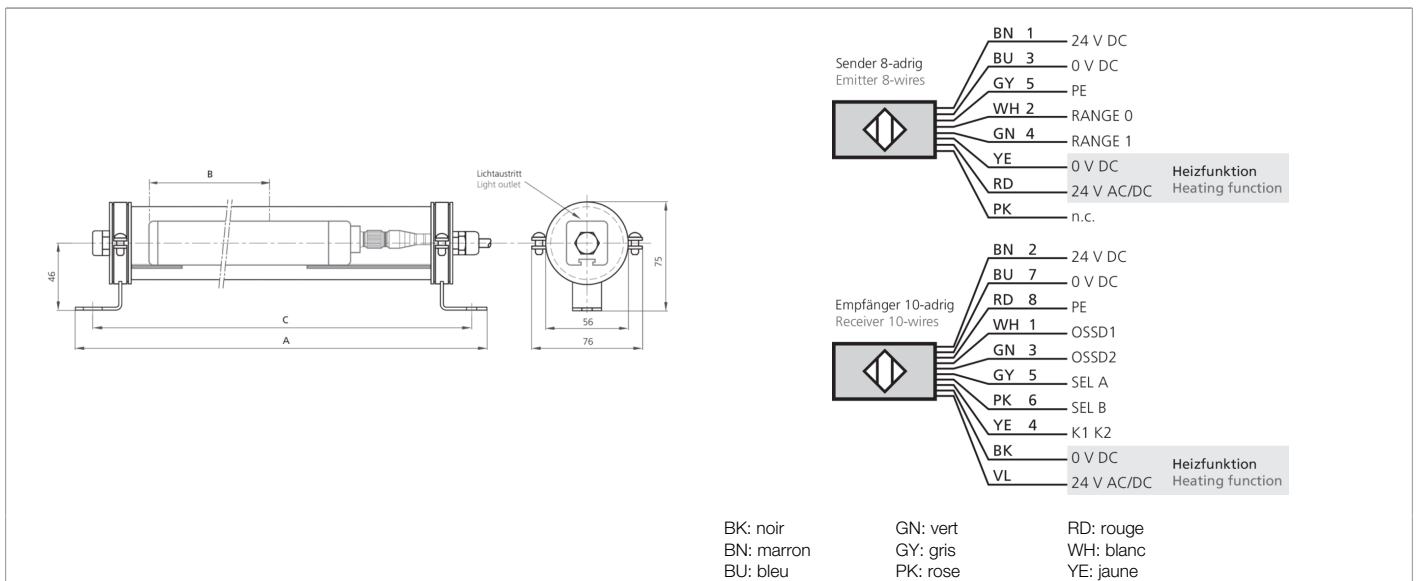 B
46
C
A
Lichtaustritt
Light outlet
75
56
76
Sender 8-adrig
Emitter 8-wires
BN 1 24 V DC
BU 3 0 V DC
GY 5 PE
WH 2 RANGE 0
GN 4 RANGE 1
YE 0 V DC
RD 24 V AC/DC
Heizfunktion
Heating function
PK n.c.
Empfänger 10-adrig
Receiver 10-wires
BN 2 24 V DC
BU 7 0 V DC
RD 8 PE
WH 1 OSSD1
GN 3 OSSD2
GY 5 SEL A
PK 6 SEL B
YE 4 K1 K2
BK 0 V DC
VL 24 V AC/DC
Heizfunktion
Heating function
BK: noir GN: vert RD: rouge
BN: marron GY: gris WH: blanc
BU: bleu PK: rose YE: jaune